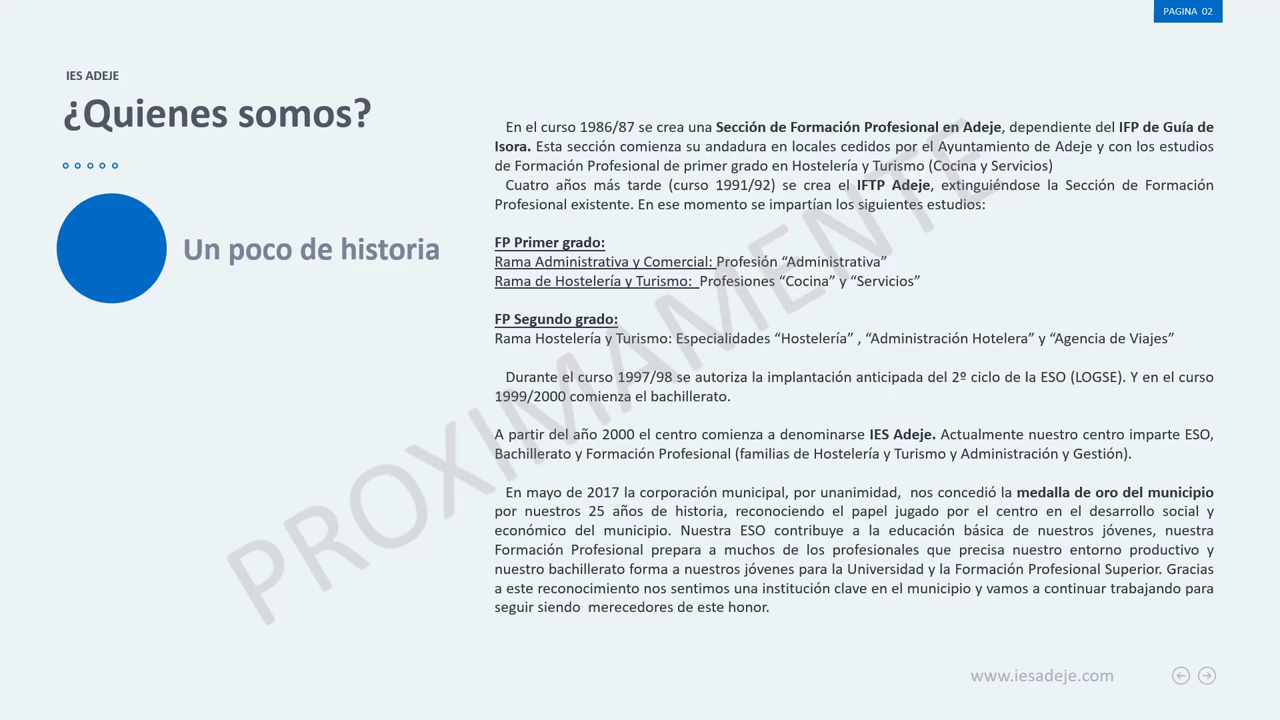 PAGINA 02
IES ADEJE
¿Quienes somos?
Un poco de historia
En el curso 1986/87 se crea una Sección de Formación Profesional en Adeje, dependiente del IFP de Guía de
Isora. Esta sección comienza su andadura en locales cedidos por el Ayuntamiento de Adeje y con los estudios
de Formación Profesional de primer grado en Hostelería y Turismo (Cocina y Servicios)
Cuatro años más tarde (curso 1991/92) se crea el IFTP Adeje, extinguiéndose la Sección de Formación
Profesional existente. En ese momento se impartían los siguientes estudios:
FP Primer grado:
Rama Administrativa y Comercial: Profesión “Administrativa”
Rama de Hostelería y Turismo: Profesiones “Cocina” y “Servicios”
FP Segundo grado:
Rama Hostelería y Turismo: Especialidades “Hostelería” , “Administración Hotelera” y “Agencia de Viajes”
Durante el curso 1997/98 se autoriza la implantación anticipada del 2º ciclo de la ESO (LOGSE). Y en el curso
1999/2000 comienza el bachillerato.
A partir del año 2000 el centro comienza a denominarse IES Adeje. Actualmente nuestro centro imparte ESO,
Bachillerato y Formación Profesional (familias de Hostelería y Turismo y Administración y Gestión).
En mayo de 2017 la corporación municipal, por unanimidad, nos concedió la medalla de oro del municipio
por nuestros 25 años de historia, reconociendo el papel jugado por el centro en el desarrollo social y
económico del municipio. Nuestra ESO contribuye a la educación básica de nuestros jóvenes, nuestra
Formación Profesional prepara a muchos de los profesionales que precisa nuestro entorno productivo y
nuestro bachillerato forma a nuestros jóvenes para la Universidad y la Formación Profesional Superior. Gracias
a este reconocimiento nos sentimos una institución clave en el municipio y vamos a continuar trabajando para
seguir siendo merecedores de este honor.
PROXIMAMENTE
www.iesadeje.com